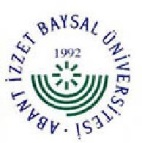 ABANT İZZET BAYSAL ÜNİVERSİTESİ •
1992